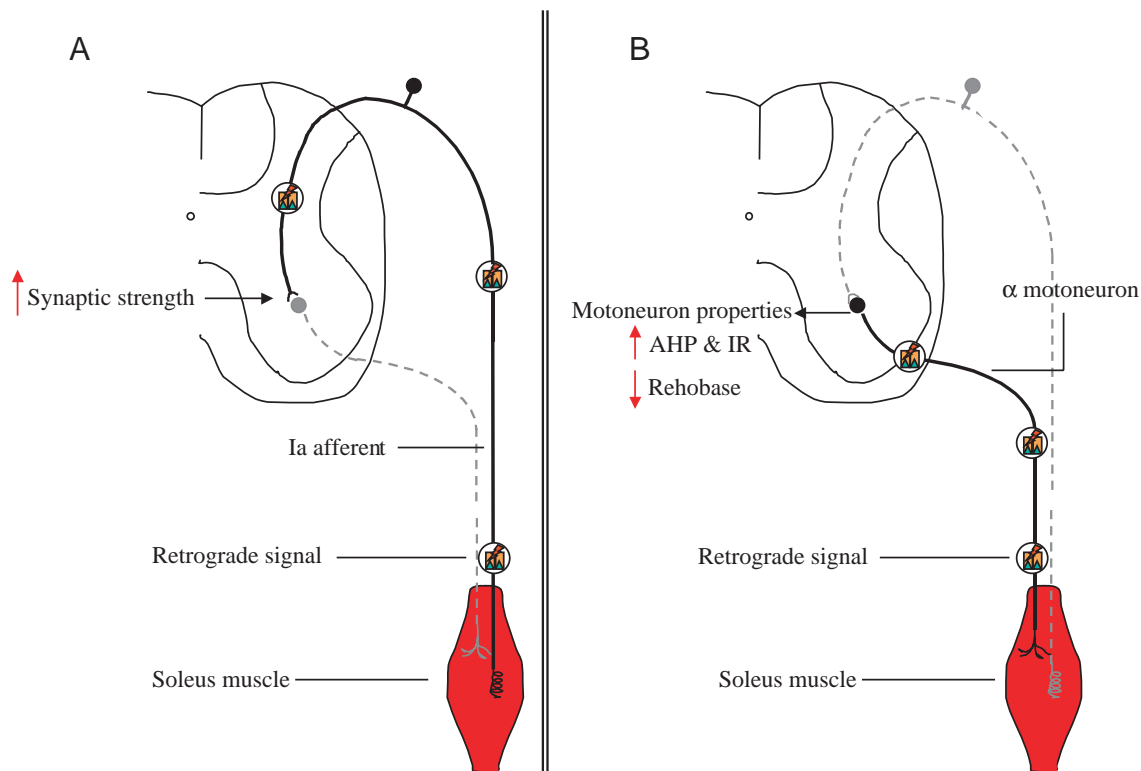 A
Synaptic strength
Ia afferent
Retrograde signal
Soleus muscle
B
α motoneuron
Motoneuron properties
AHP & IR
Rehobase
Retrograde signal
Soleus muscle